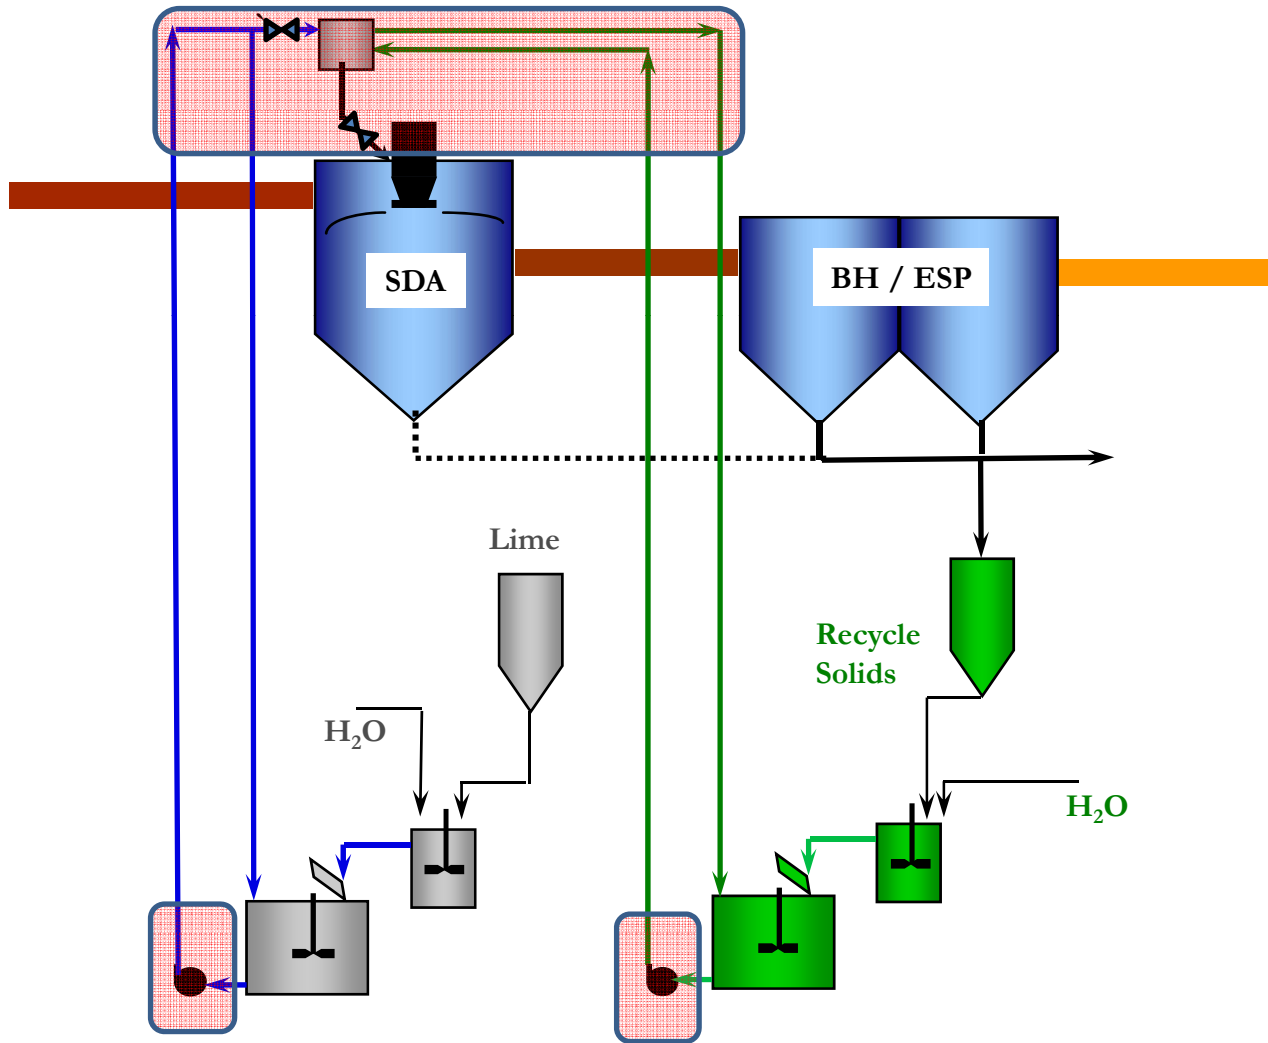 SDA
BH / ESP
Lime
Recycle
Solids
H₂O
H₂O